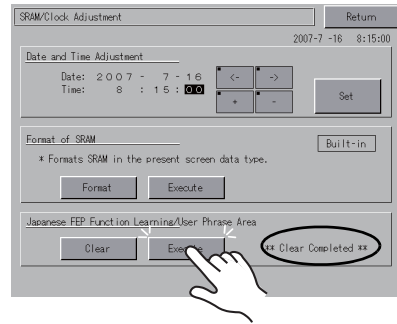 SRAM/Clock Adjustment Return
2007-7 -16 8:15:00
Date and Time Adjustment
Date: 2007 - 7 - 16 <- ->
Time: 8 : 15 : 00 + - Set
Format of SRAM
Built-in
* Formats SRAM in the present screen data type.
Format Execute
Japanese FEP Function Learning/User Phrase Area
Clear Execute ** Clear Completed **